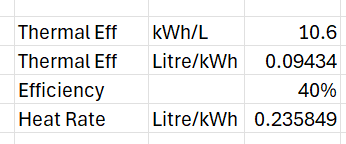 Thermal Eff kWh/L 10.6
Thermal Eff Litre/kWh 0.09434
Efficiency 40%
Heat Rate Litre/kWh 0.235849